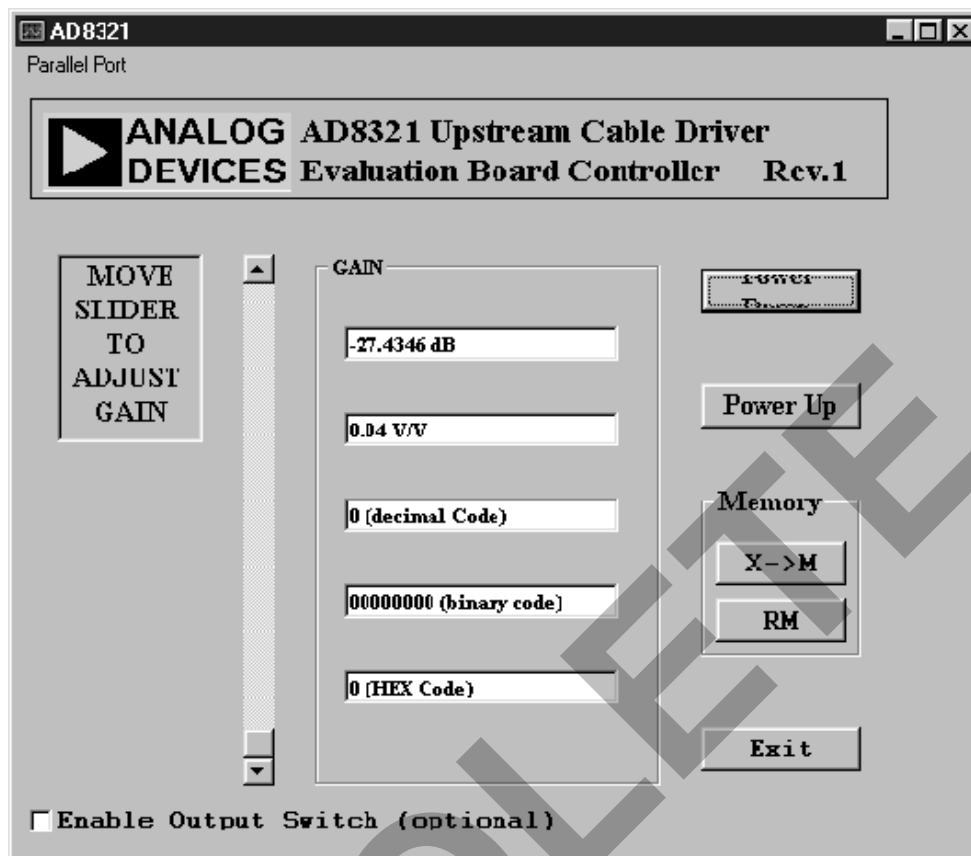 AD8321
Parallel Port
ANALOG
DEVICES
AD8321 Upstream Cable Driver
Evaluation Board Controller Rev.1
MOVE
SLIDER
TO
ADJUST
GAIN
GAIN
-27.4346 dB
0.04 V/V
0 (decimal Code)
00000000 (binary code)
0 (HEX Code)
Power
Power Up
Memory
X->M
RM
Exit
Enable Output Switch (optional)
OLETE